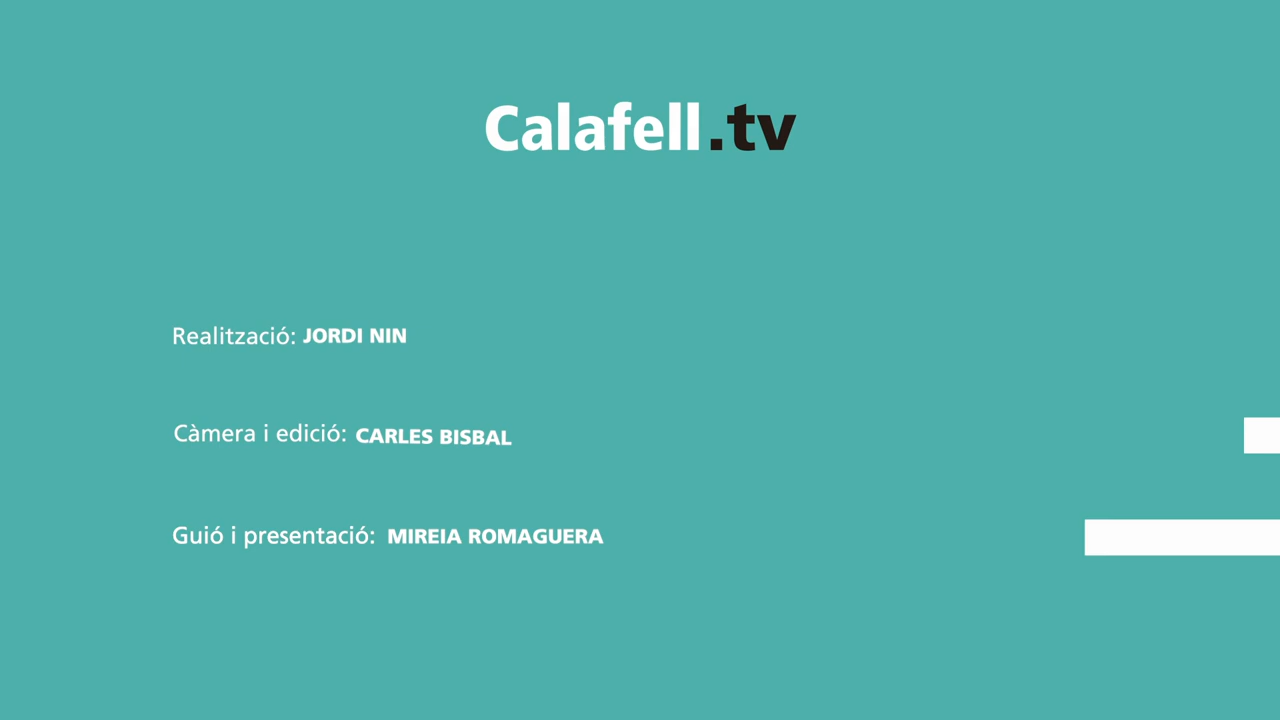 Calafell.tv
Realització: JORDI NIN
Càmera i edició: CARLES BISBAL
Guió i presentació: MIREIA ROMAGUERA